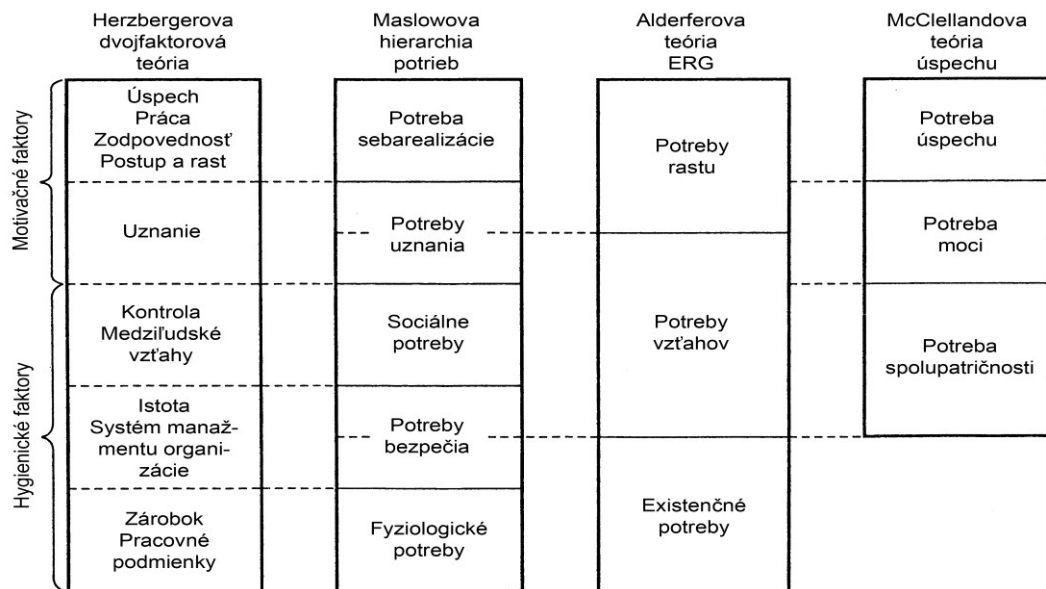 Herzbergerova
dvojfaktorová
teória
Maslowova
hierarchia
potrieb
Alderferova
teória
ERG
McClellandova
teória
úspechu
Motivačné faktory
Hygienické faktory
Úspech
Práca
Zodpovednosť
Postup a rast
Uznanie
Kontrola
Medziľudské
vzťahy
Istota
Systém manaž-
mentu organi-
zácie
Zárobok
Pracovné
podmienky
Potreba
sebarealizácie
Potreby
uznania
Sociálne
potreby
Potreby
bezpečia
Fyziologické
potreby
Potreby
rastu
Potreby
vzťahov
Existenčné
potreby
Potreba
úspechu
Potreba
moci
Potreba
spolupatričnosti